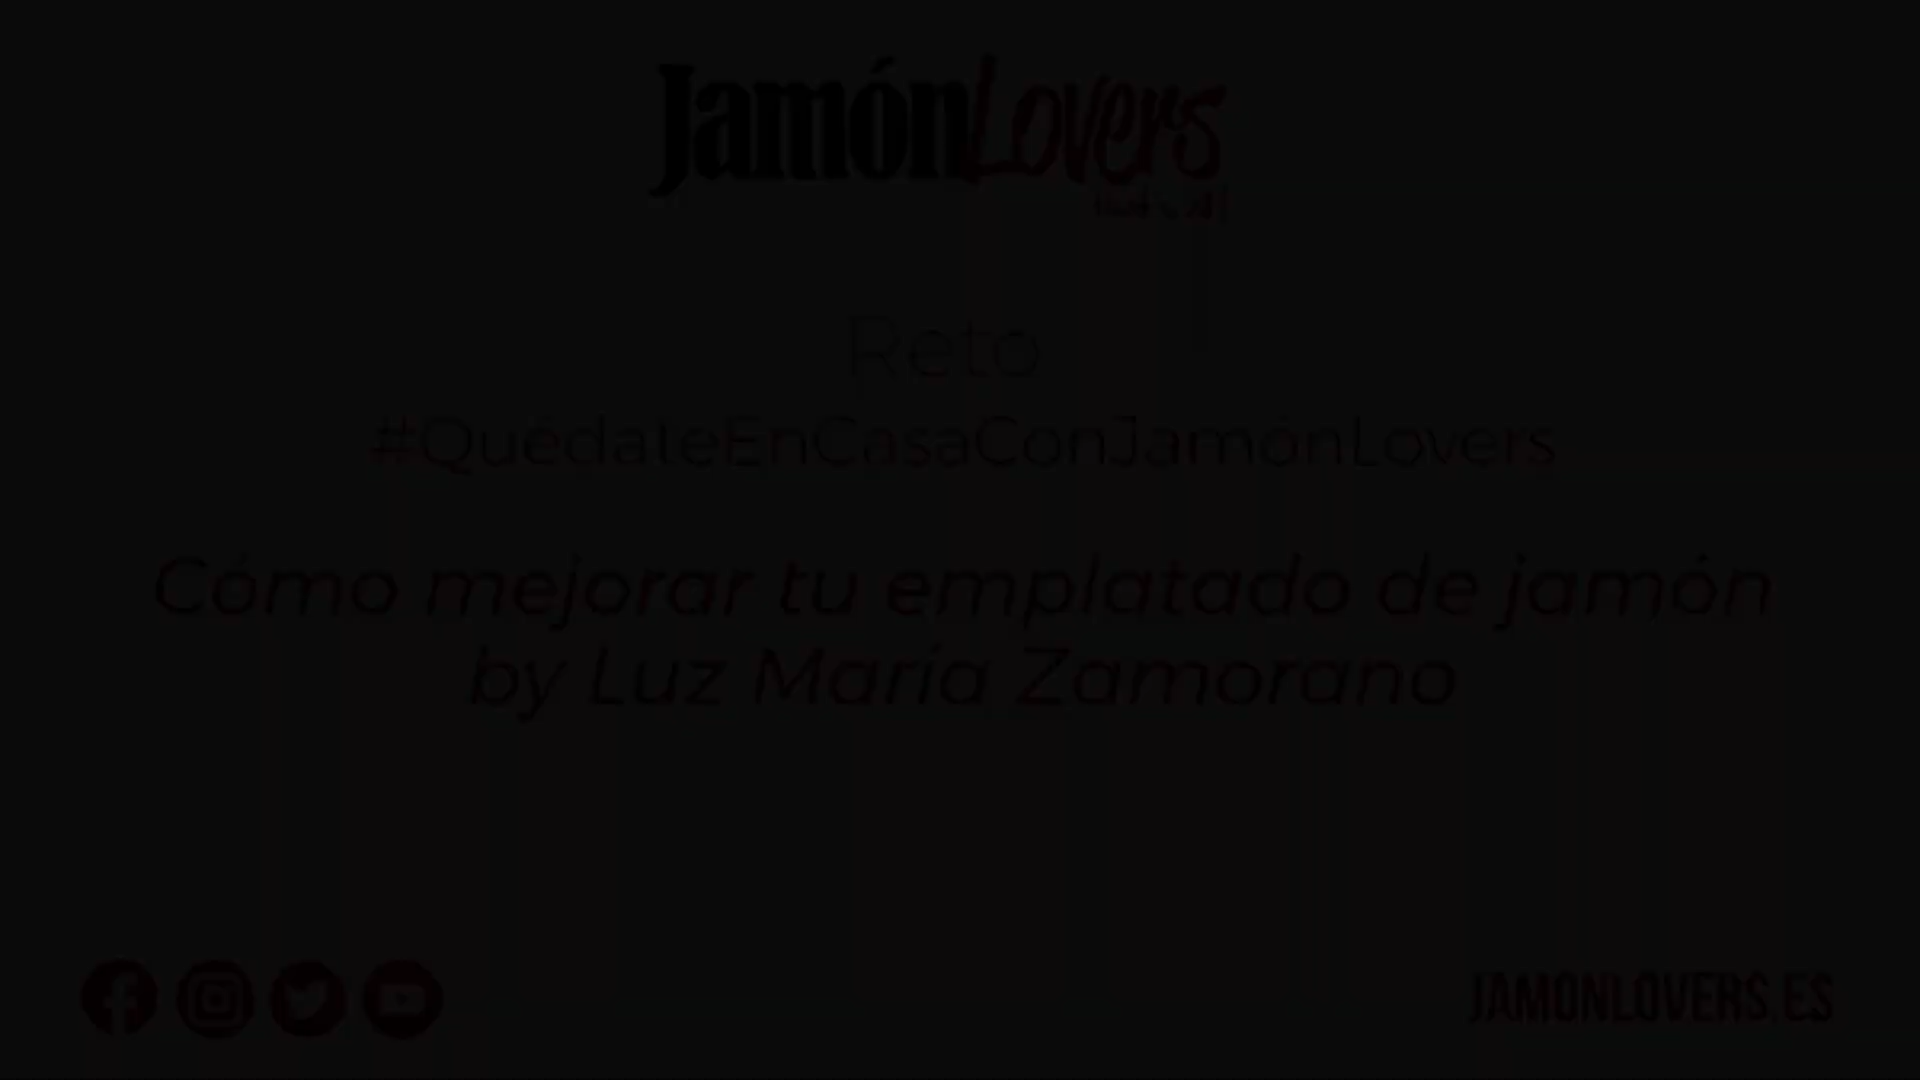 JamónLovers
Reto
#QuédateEnCasaConJamónLovers
Cómo mejorar tu emplatado de jamón
by Luz María Zamorano
JAMONLOVERS.ES